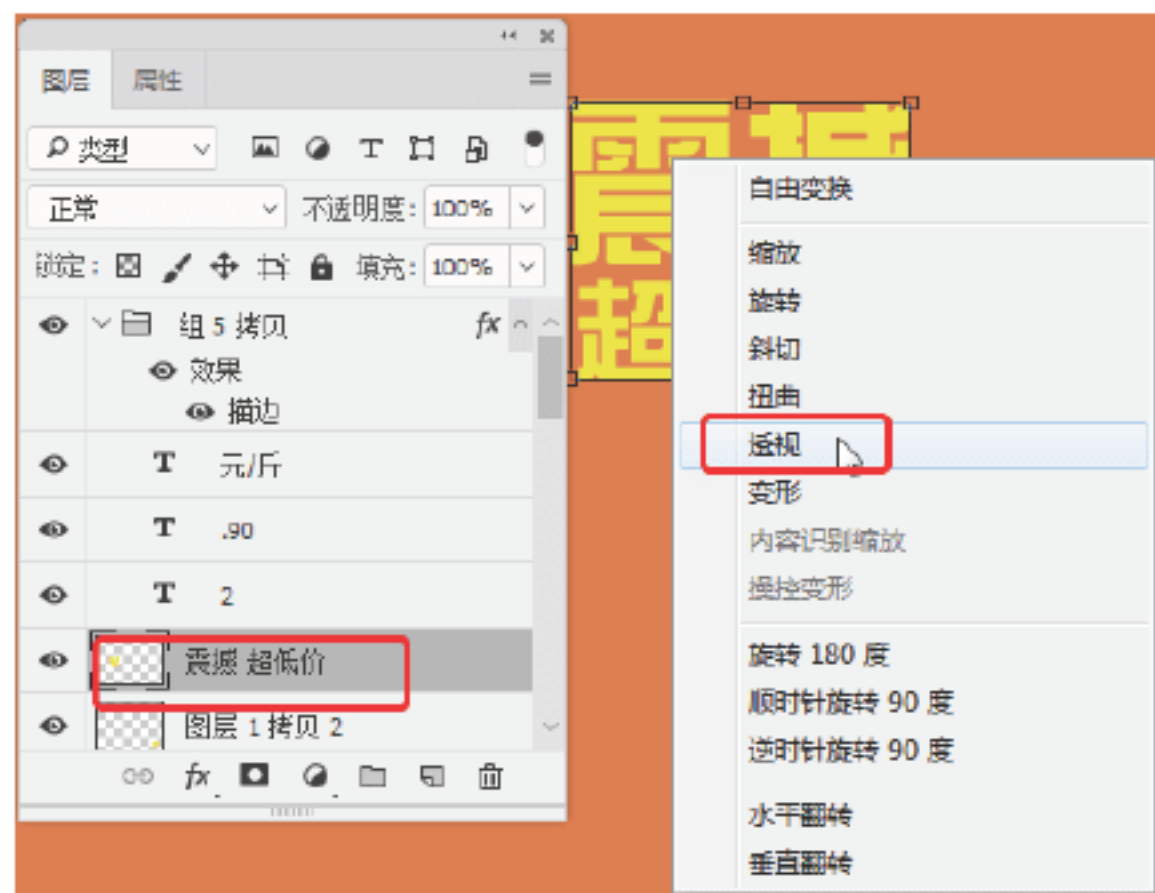 图层 属性
类型
正常 不透明度: 100%
锁定: 填充: 100%
组 5 拷贝 fx
效果
描边
T 元/斤
T .90
T 2
震撼 超低价
图层 1 拷贝 2
fx
震撼
超
自由变换
缩放
旋转
斜切
扭曲
透视
变形
内容识别缩放
操控变形
旋转 180 度
顺时针旋转 90 度
逆时针旋转 90 度
水平翻转
垂直翻转